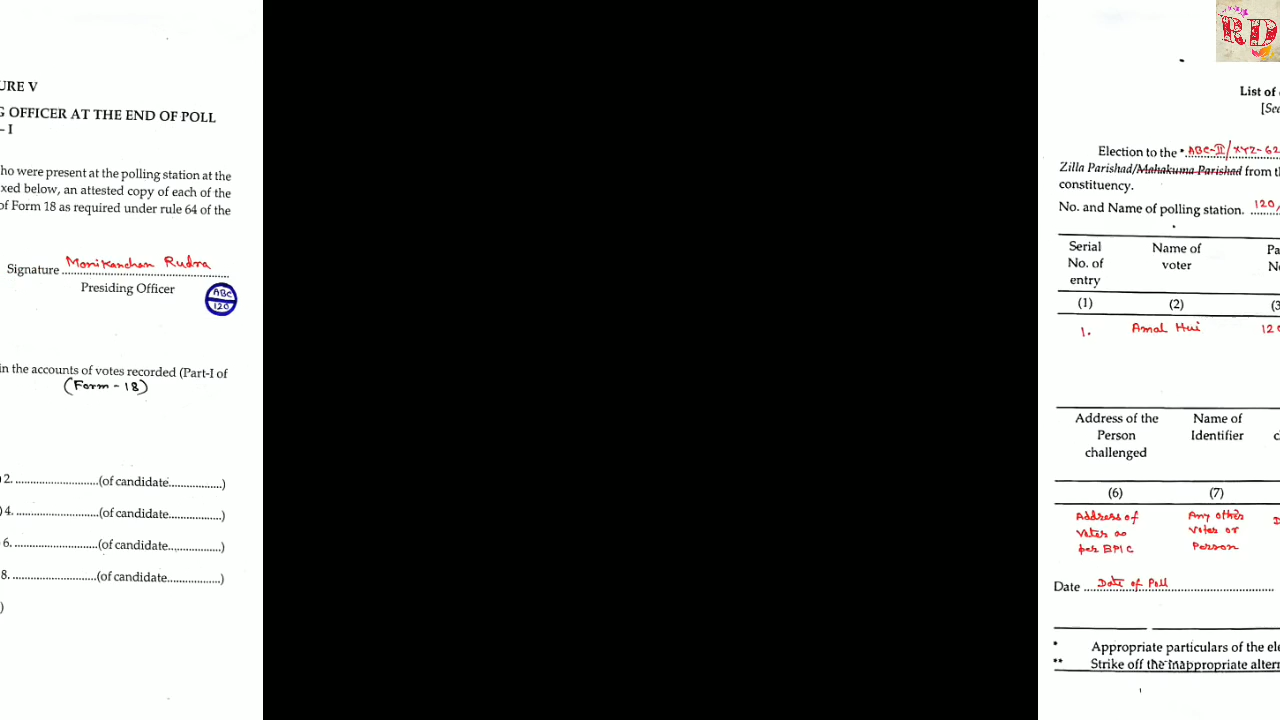 URE V
G OFFICER AT THE END OF POLL
– I
ho were present at the polling station at the
xed below, an attested copy of each of the
of Form 18 as required under rule 64 of the
Signature Monikanchan Rudra
Presiding Officer
ABC
120
in the accounts of votes recorded (Part-I of
(Form - 18)
) 2. ........................... (of candidate.................)
) 4. ........................... (of candidate.................)
6. ........................... (of candidate.................)
8. ........................... (of candidate.................)
)
RD
List of
[See
Election to the * ABC-II/XYZ-62
Zilla Parishad/Mahakuma Parishad from th
constituency.
No. and Name of polling station. 120/
Serial No. of entry
Name of voter
Pa
No
(1) (2) (3
1. Amal Hui 120
Address of the Person challenged
Name of Identifier
c
(6) (7)
Address of Voter as per EPIC
Any other Voter or Person
D
Date Date of Poll
* Appropriate particulars of the ele
** Strike off the inappropriate altern